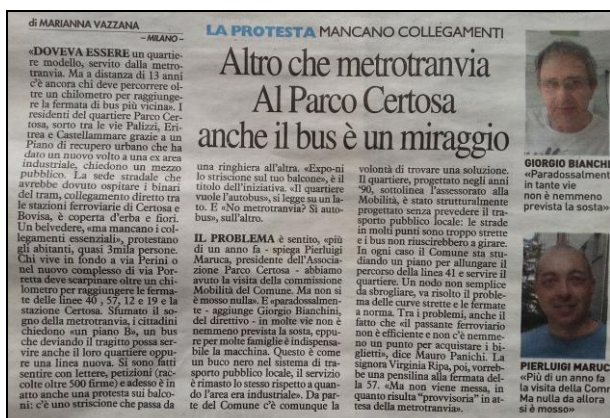 di MARIANNA VAZZANA
– MILANO –
«DOVEVA ESSERE un quartie-
re modello, servito dalla metro-
tranvia. Ma a distanza di 13 anni
c'è ancora chi deve percorrere ol-
tre un chilometro per raggiunge-
re la fermata di bus più vicina». I
residenti del quartiere Parco Cer-
tosa, sorto tra le vie Palizzi, Eri-
trea e Castellammare grazie a un
Piano di recupero urbano che ha
dato un nuovo volto a una ex area
industriale, chiedono un mezzo
pubblico. La sede stradale che
avrebbe dovuto ospitare i binari
del tram, collegamento diretto tra
le stazioni ferroviarie di Certosa e
Bovisa, è coperta d'erba e fiori.
Un belvedere, «ma mancano i col-
legamenti essenziali», protestano
gli abitanti, quasi 3mila persone.
Chi vive in fondo a via Perini o
nel nuovo complesso di via Por-
retta deve scarpinare oltre un chi-
lometro per raggiungere le ferma-
te delle linee 40 , 57, 12 e 19 e la
stazione Certosa. Sfumato il so-
gno della metrotranvia, i cittadini
chiedono «un piano B», un bus
che deviando il tragitto possa ser-
vire anche il loro quartiere oppu-
re una linea nuova. Si sono fatti
sentire con lettere, petizioni (rac-
colte oltre 500 firme) e adesso è in
atto anche una protesta sui balco-
ni: c'è uno striscione che passa da
LA PROTESTA MANCANO COLLEGAMENTI
Altro che metrotranvia
Al Parco Certosa
anche il bus è un miraggio
una ringhiera all'altra. «Expo-ni
lo striscione sul tuo balcone», è il
titolo dell'iniziativa. «Il quartiere
vuole l'autobus», si legge su un la-
to. E «No metrotranvia? Sì auto-
bus», sull'altro.
IL PROBLEMA è sentito, «più
di un anno fa - spiega Pierluigi
Maruca, presidente dell'Associa-
zione Parco Certosa - abbiamo
avuto la visita della commissione
Mobilità del Comune. Ma non si
è mosso nulla». E «paradossalmen-
te - aggiunge Giorgio Bianchini,
del direttivo - in molte vie non è
nemmeno prevista la sosta, oppu-
re per molte famiglie è indispensa-
bile la macchina. Questo è come
un buco nero nel sistema di tra-
sporto pubblico locale, il servizio
è rimasto lo stesso rispetto a quan-
do l'area era industriale». Da par-
te del Comune c'è comunque la
volontà di trovare una soluzione.
Il quartiere, progettato negli anni
'90, sottolinea l'assessorato alla
Mobilità, è stato strutturalmente
progettato senza prevedere il tra-
sporto pubblico locale: le strade
in molti punti sono troppo strette
e i bus non riuscirebbero a girare.
In ogni caso il Comune sta stu-
diando un piano per allungare il
percorso della linea 41 e servire il
quartiere. Un nodo non semplice
da sbrogliare, va risolto il proble-
ma delle curve strette e le fermate
a norma. Tra i problemi, anche il
fatto che «il passante ferroviario
non è efficiente e non c'è nemme-
no un punto per acquistare i bi-
glietti», dice Mauro Panichi. La
signora Virginia Ripa, poi, vorreb-
be una pensilina alla fermata del-
la 57. «Ma non viene messa, in
quanto risulta "provvisoria" in at-
tesa della metrotranvia».
GIORGIO BIANCHI
«Paradossalment
in tante vie
non è nemmeno
prevista la sosta»
PIERLUIGI MARUC
«Più di un anno fa
la visita della Comr
Ma nulla da allora
si è mosso»